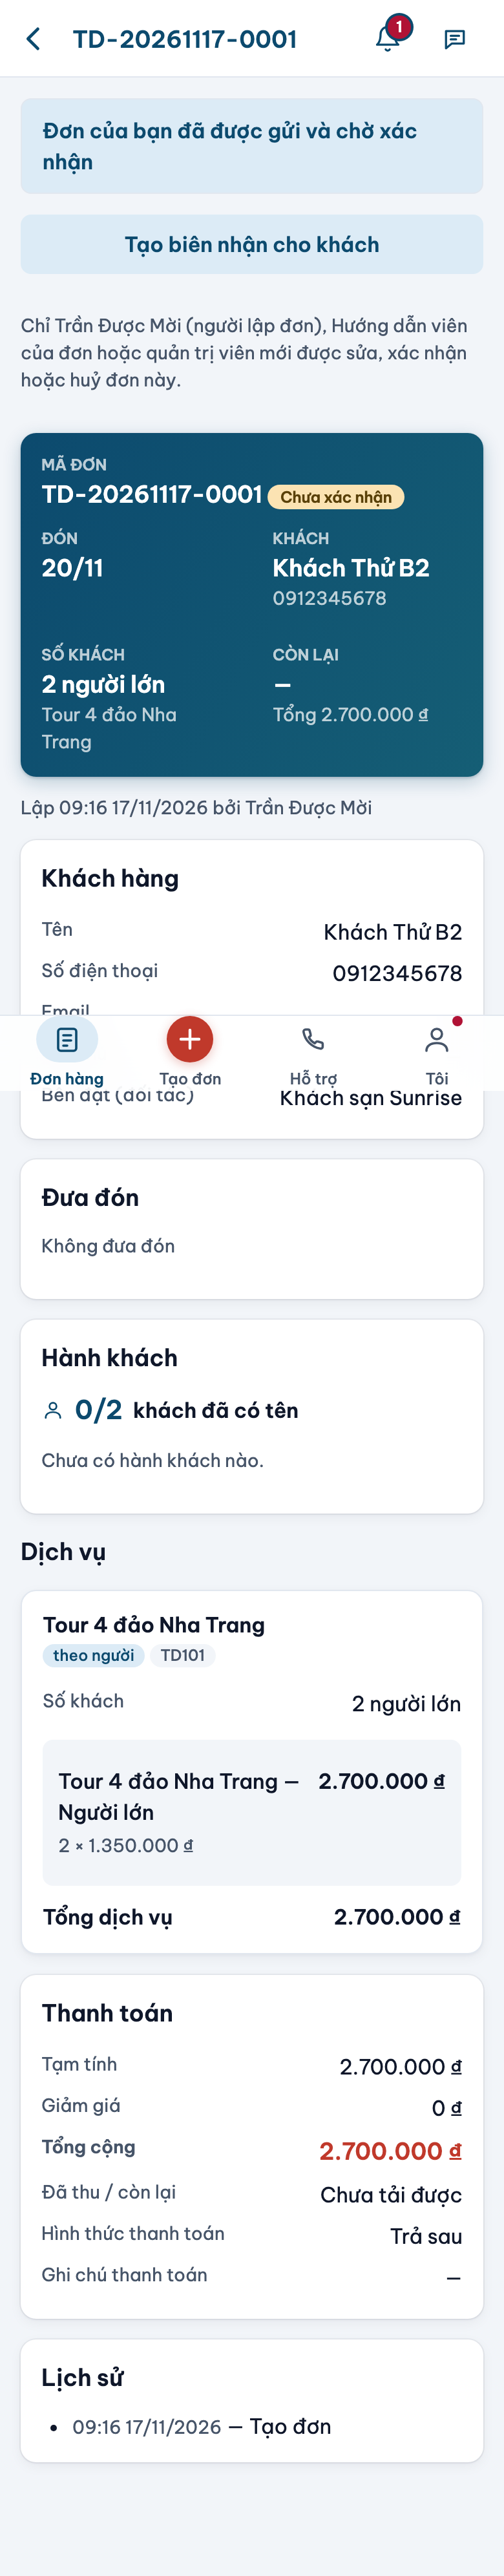 TD-20261117-0001
1
Đơn của bạn đã được gửi và chờ xác
nhận
Tạo biên nhận cho khách
Chỉ Trần Được Mời (người lập đơn), Hướng dẫn viên
của đơn hoặc quản trị viên mới được sửa, xác nhận
hoặc huỷ đơn này.
MÃ ĐƠN
TD-20261117-0001 Chưa xác nhận
ĐÓN
20/11
KHÁCH
Khách Thử B2
0912345678
SỐ KHÁCH
2 người lớn
Tour 4 đảo Nha
Trang
CÒN LẠI
—
Tổng 2.700.000 ₫
Lập 09:16 17/11/2026 bởi Trần Được Mời
Khách hàng
Tên Khách Thử B2
Số điện thoại 0912345678
Email
Đơn hàng
Tạo đơn
Hỗ trợ
Tôi
Bên đặt (đối tác) Khách sạn Sunrise
Đưa đón
Không đưa đón
Hành khách
0/2 khách đã có tên
Chưa có hành khách nào.
Dịch vụ
Tour 4 đảo Nha Trang
theo người TD101
Số khách 2 người lớn
Tour 4 đảo Nha Trang — 2.700.000 ₫
Người lớn
2 × 1.350.000 ₫
Tổng dịch vụ 2.700.000 ₫
Thanh toán
Tạm tính 2.700.000 ₫
Giảm giá 0 ₫
Tổng cộng 2.700.000 ₫
Đã thu / còn lại Chưa tải được
Hình thức thanh toán Trả sau
Ghi chú thanh toán —
Lịch sử
• 09:16 17/11/2026 — Tạo đơn